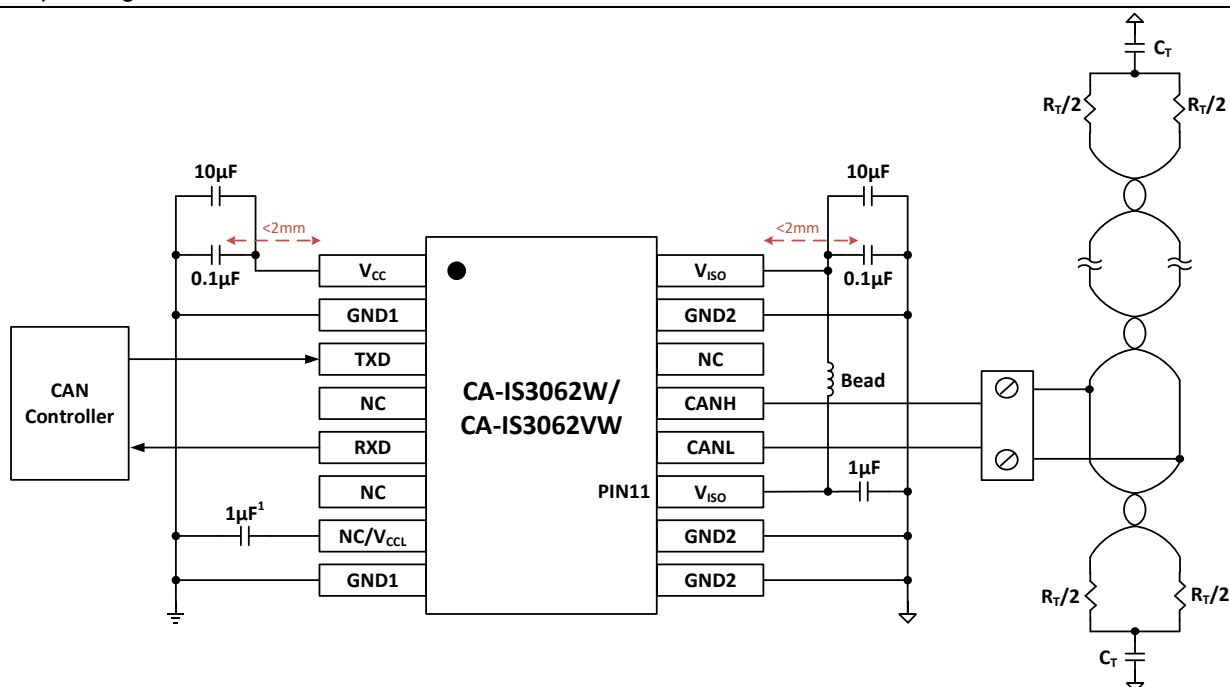 C_T
R_T/2
R_T/2
10µF
10µF
<2mm
<2mm
0.1µF
0.1µF
V_CC
V_ISO
GND1
GND2
TXD
NC
CAN
Controller
CA-IS3062W/
CA-IS3062VW
Bead
NC
CANH
RXD
CANL
NC
PIN11
V_ISO
1µF
1µF¹
NC/V_CCL
GND2
GND1
GND2
R_T/2
R_T/2
C_T